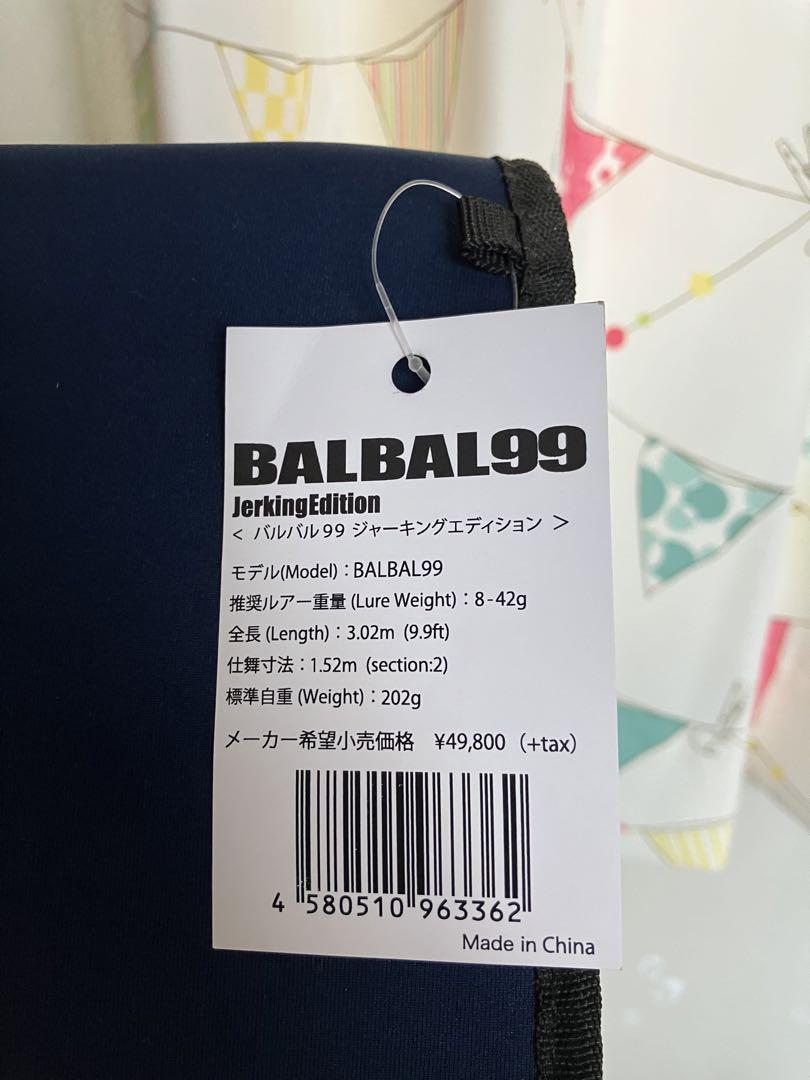 BALBAL99
JerkingEdition
< バルバル99 ジャーキングエディション >
モデル(Model)：BALBAL99
推奨ルアー重量 (Lure Weight)：8-42g
全長 (Length)：3.02m (9.9ft)
仕舞寸法：1.52m (section:2)
標準自重 (Weight)：202g
メーカー希望小売価格 ¥49,800（+tax）
4 580510 963362
Made in China